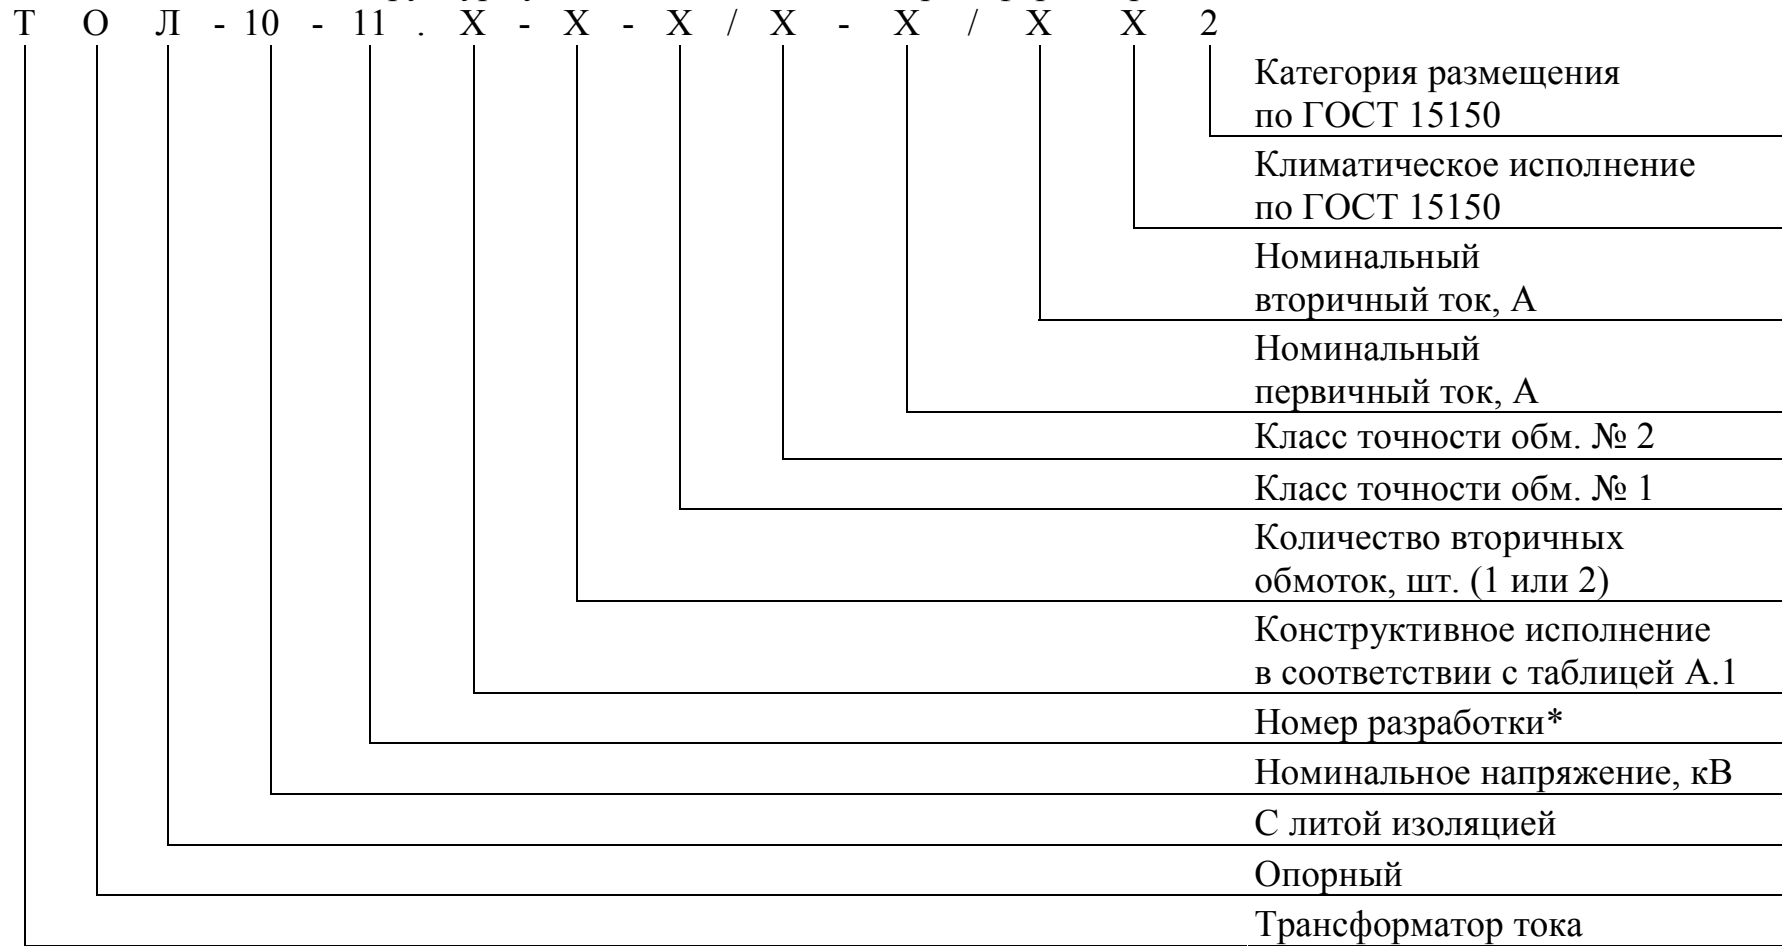 Т О Л - 10 - 11 . Х - Х - Х / Х - Х / Х Х 2
Категория размещения
по ГОСТ 15150
Климатическое исполнение
по ГОСТ 15150
Номинальный
вторичный ток, А
Номинальный
первичный ток, А
Класс точности обм. № 2
Класс точности обм. № 1
Количество вторичных
обмоток, шт. (1 или 2)
Конструктивное исполнение
в соответствии с таблицей А.1
Номер разработки*
Номинальное напряжение, кВ
С литой изоляцией
Опорный
Трансформатор тока